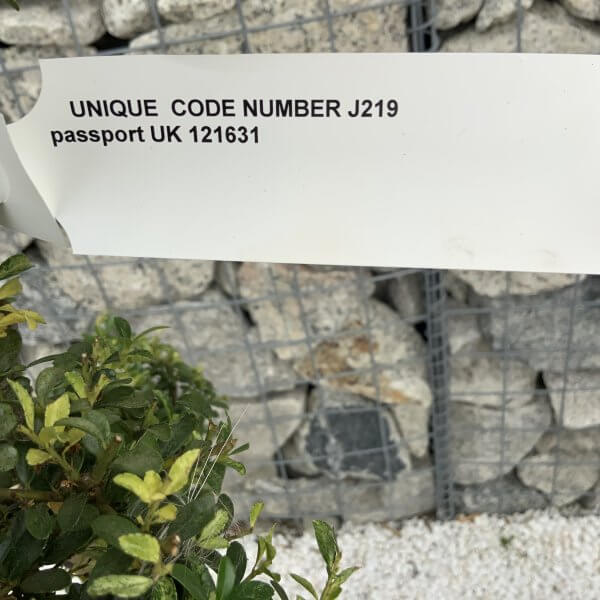 UNIQUE CODE NUMBER J219
passport UK 121631